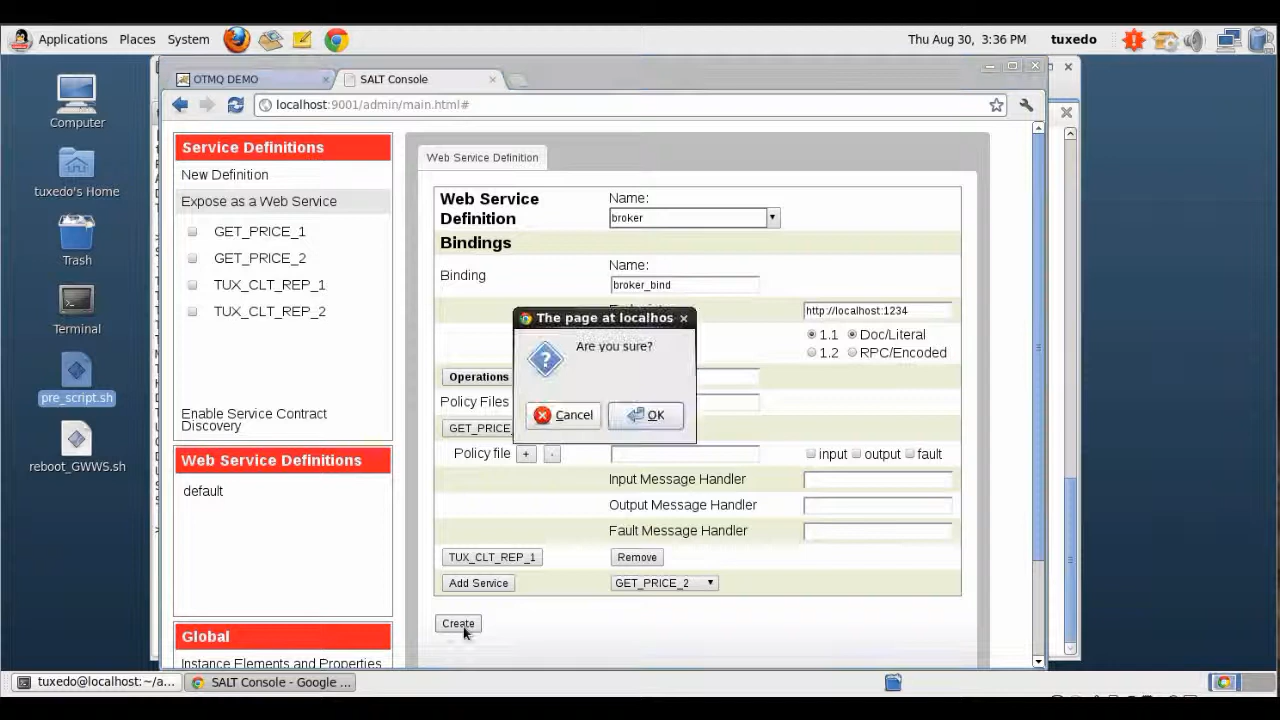 Applications Places System
Thu Aug 30, 3:36 PM tuxedo
Computer
tuxedo's Home
Trash
Terminal
pre_script.sh
reboot_GWWS.sh
OTMQ DEMO
SALT Console
localhost:9001/admin/main.html#
Service Definitions
New Definition
Expose as a Web Service
GET_PRICE_1
GET_PRICE_2
TUX_CLT_REP_1
TUX_CLT_REP_2
Enable Service Contract
Discovery
Web Service Definitions
default
Global
Instance Elements and Properties
Web Service Definition
Web Service
Definition
Name:
broker
Bindings
Binding
Name:
broker_bind
http://localhost:1234
1.1 Doc/Literal
1.2 RPC/Encoded
Operations
Policy Files
GET_PRICE_
Policy file + -
input output fault
Input Message Handler
Output Message Handler
Fault Message Handler
TUX_CLT_REP_1 Remove
Add Service GET_PRICE_2
Create
The page at localhos
Are you sure?
Cancel OK
tuxedo@localhost:~/a...
SALT Console - Google ...